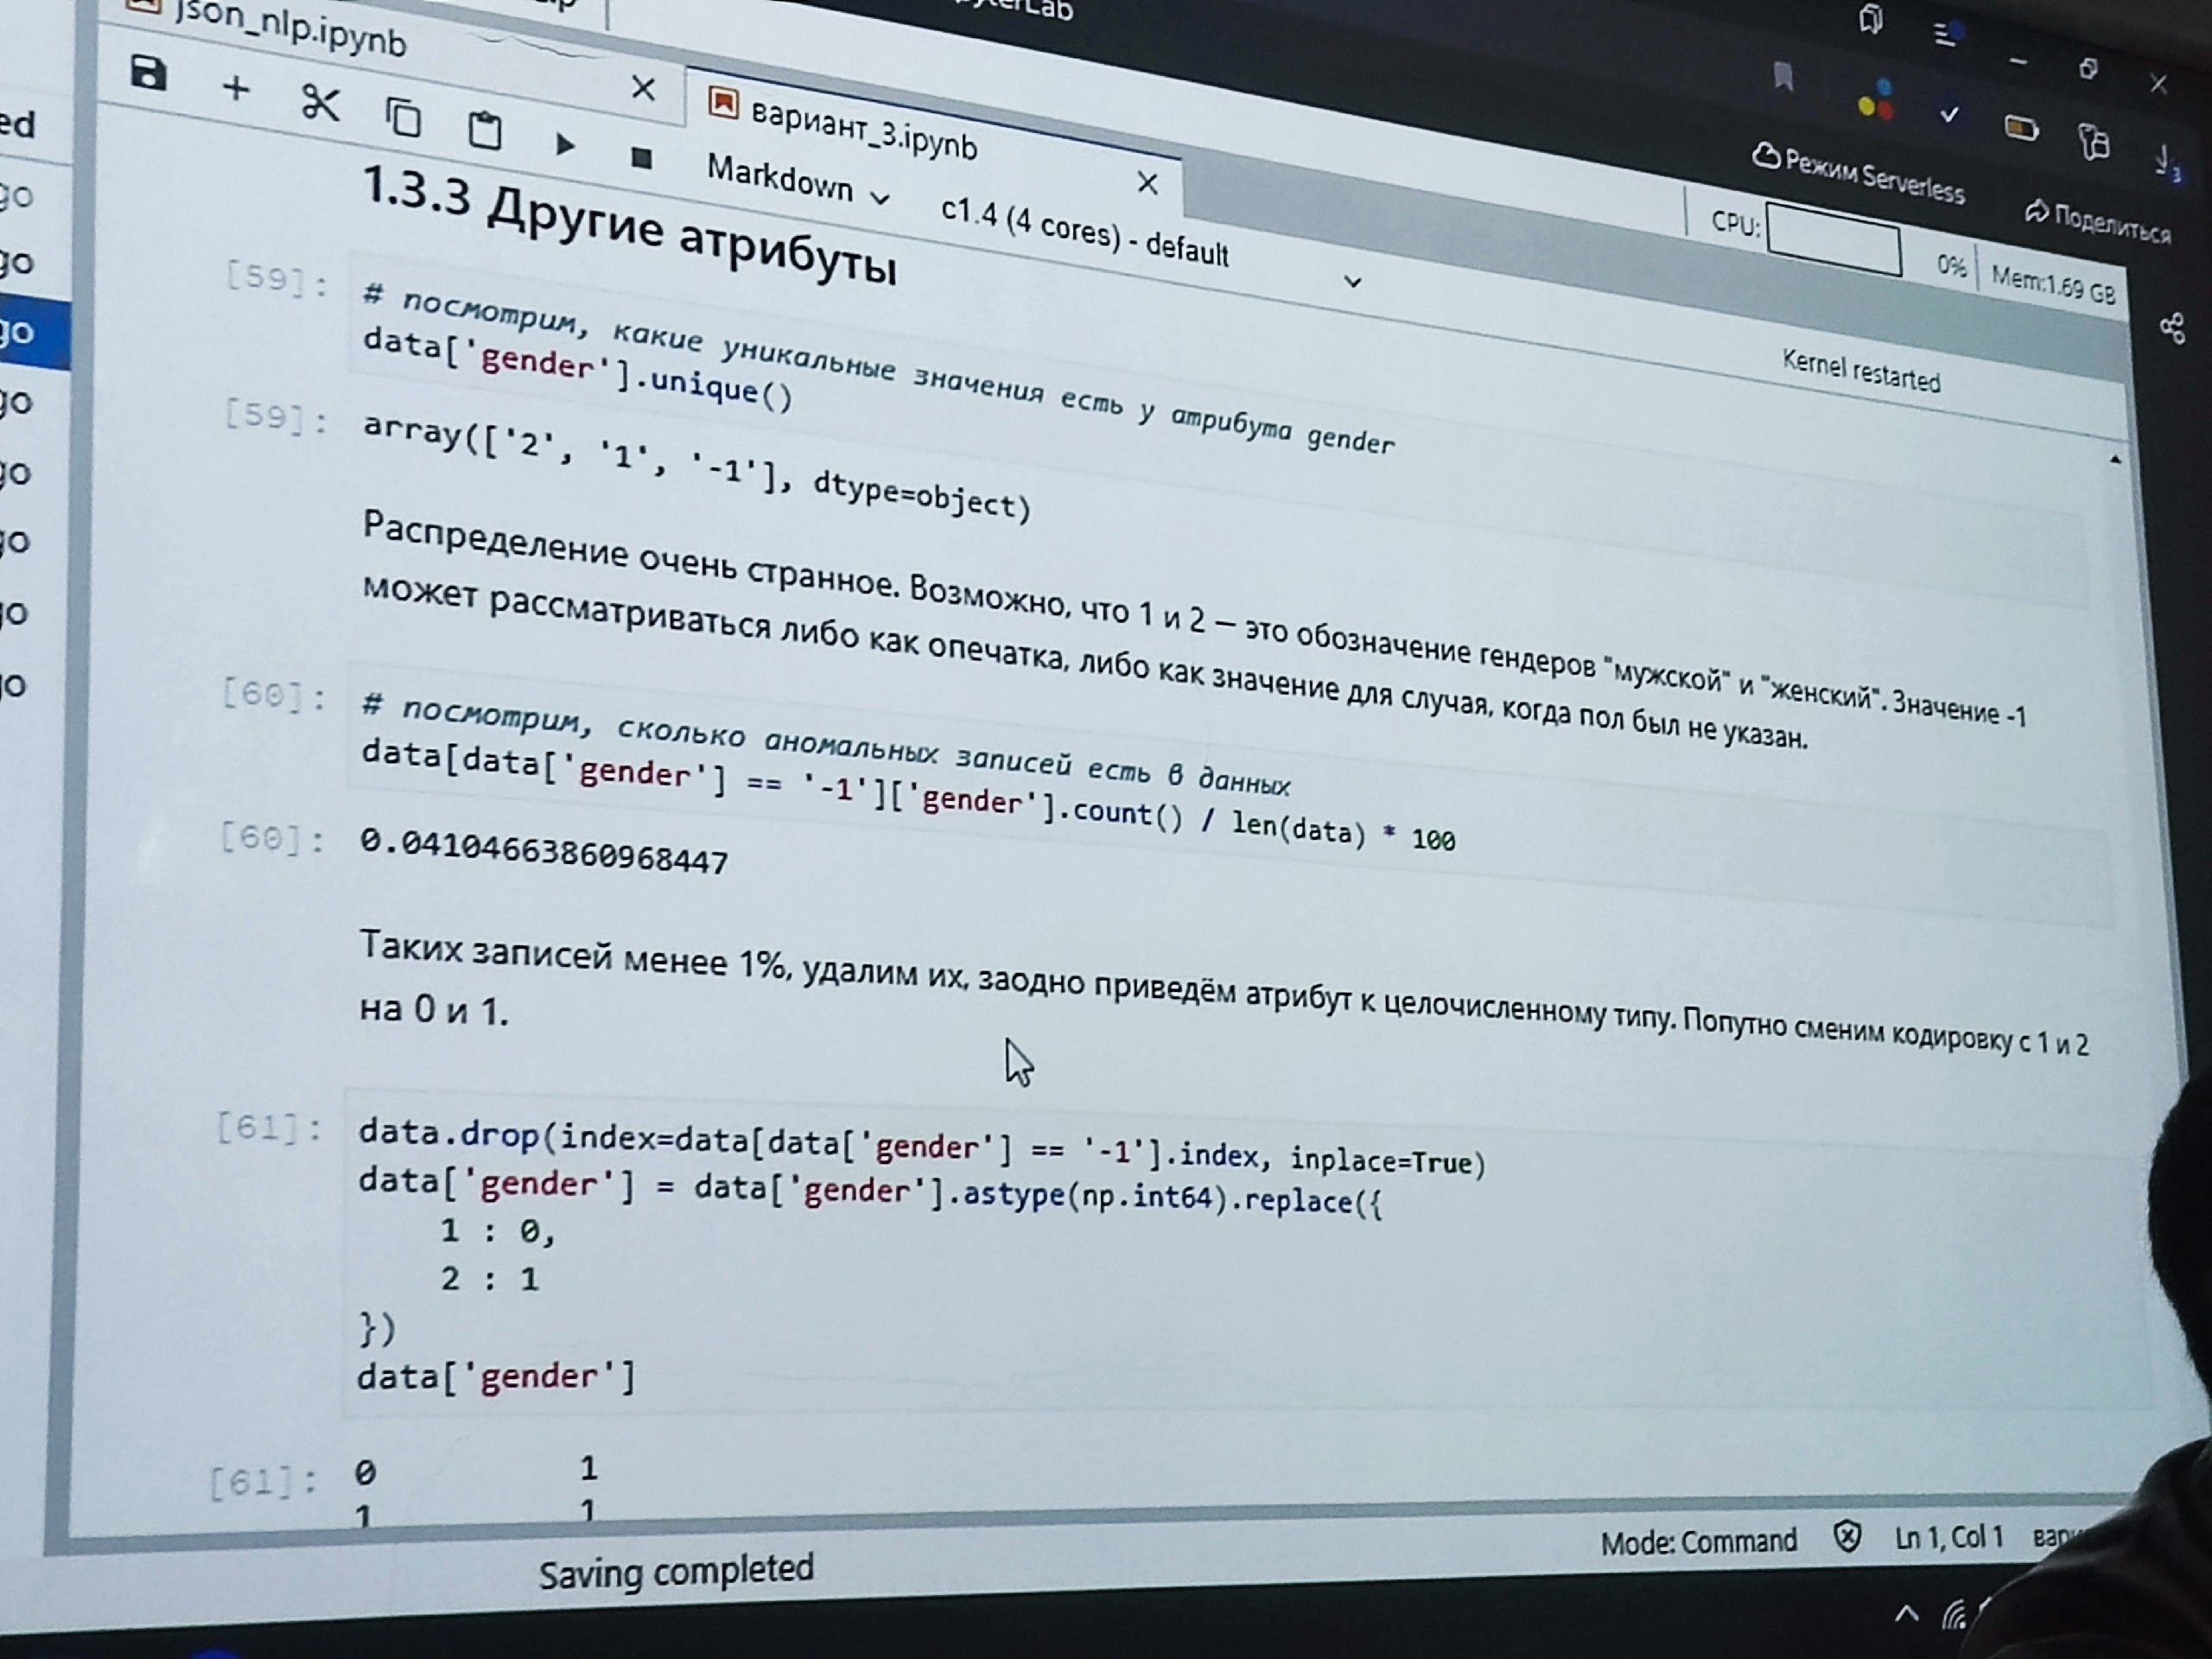 json_nlp.ipynb
вариант_3.ipynb
Режим Serverless
Поделиться
Markdown
c1.4 (4 cores) - default
CPU:
0%
Mem:1.69 GB
Kernel restarted
1.3.3 Другие атрибуты
[59]: # посмотрим, какие уникальные значения есть у атрибута gender
data['gender'].unique()
[59]: array(['2', '1', '-1'], dtype=object)
Распределение очень странное. Возможно, что 1 и 2 — это обозначение гендеров "мужской" и "женский". Значение -1
может рассматриваться либо как опечатка, либо как значение для случая, когда пол был не указан.
[60]: # посмотрим, сколько аномальных записей есть в данных
data[data['gender'] == '-1']['gender'].count() / len(data) * 100
[60]: 0.04104663860968447
Таких записей менее 1%, удалим их, заодно приведём атрибут к целочисленному типу. Попутно сменим кодировку с 1 и 2
на 0 и 1.
[61]: data.drop(index=data[data['gender'] == '-1'].index, inplace=True)
data['gender'] = data['gender'].astype(np.int64).replace({
1 : 0,
2 : 1
})
data['gender']
[61]: 0 1
1 1
Saving completed
Mode: Command
Ln 1, Col 1